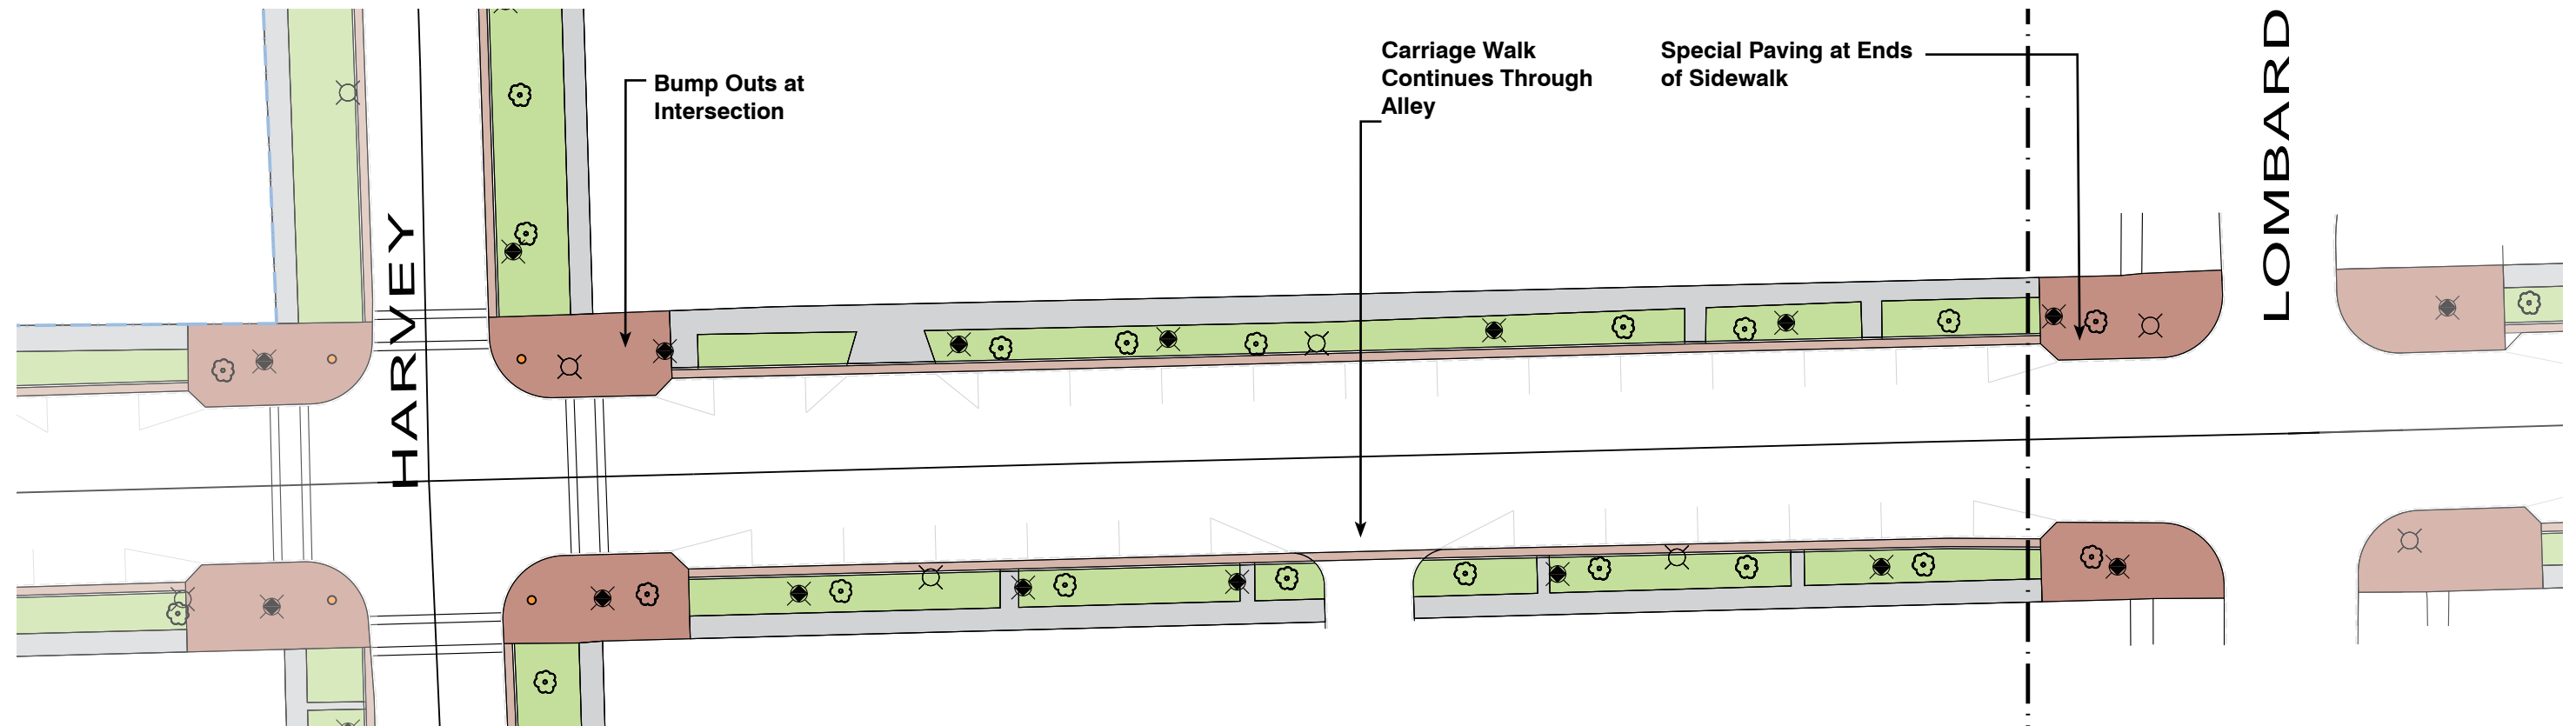 HARVEY
Bump Outs at
Intersection
Carriage Walk
Continues Through
Alley
Special Paving at Ends
of Sidewalk
LOMBARD